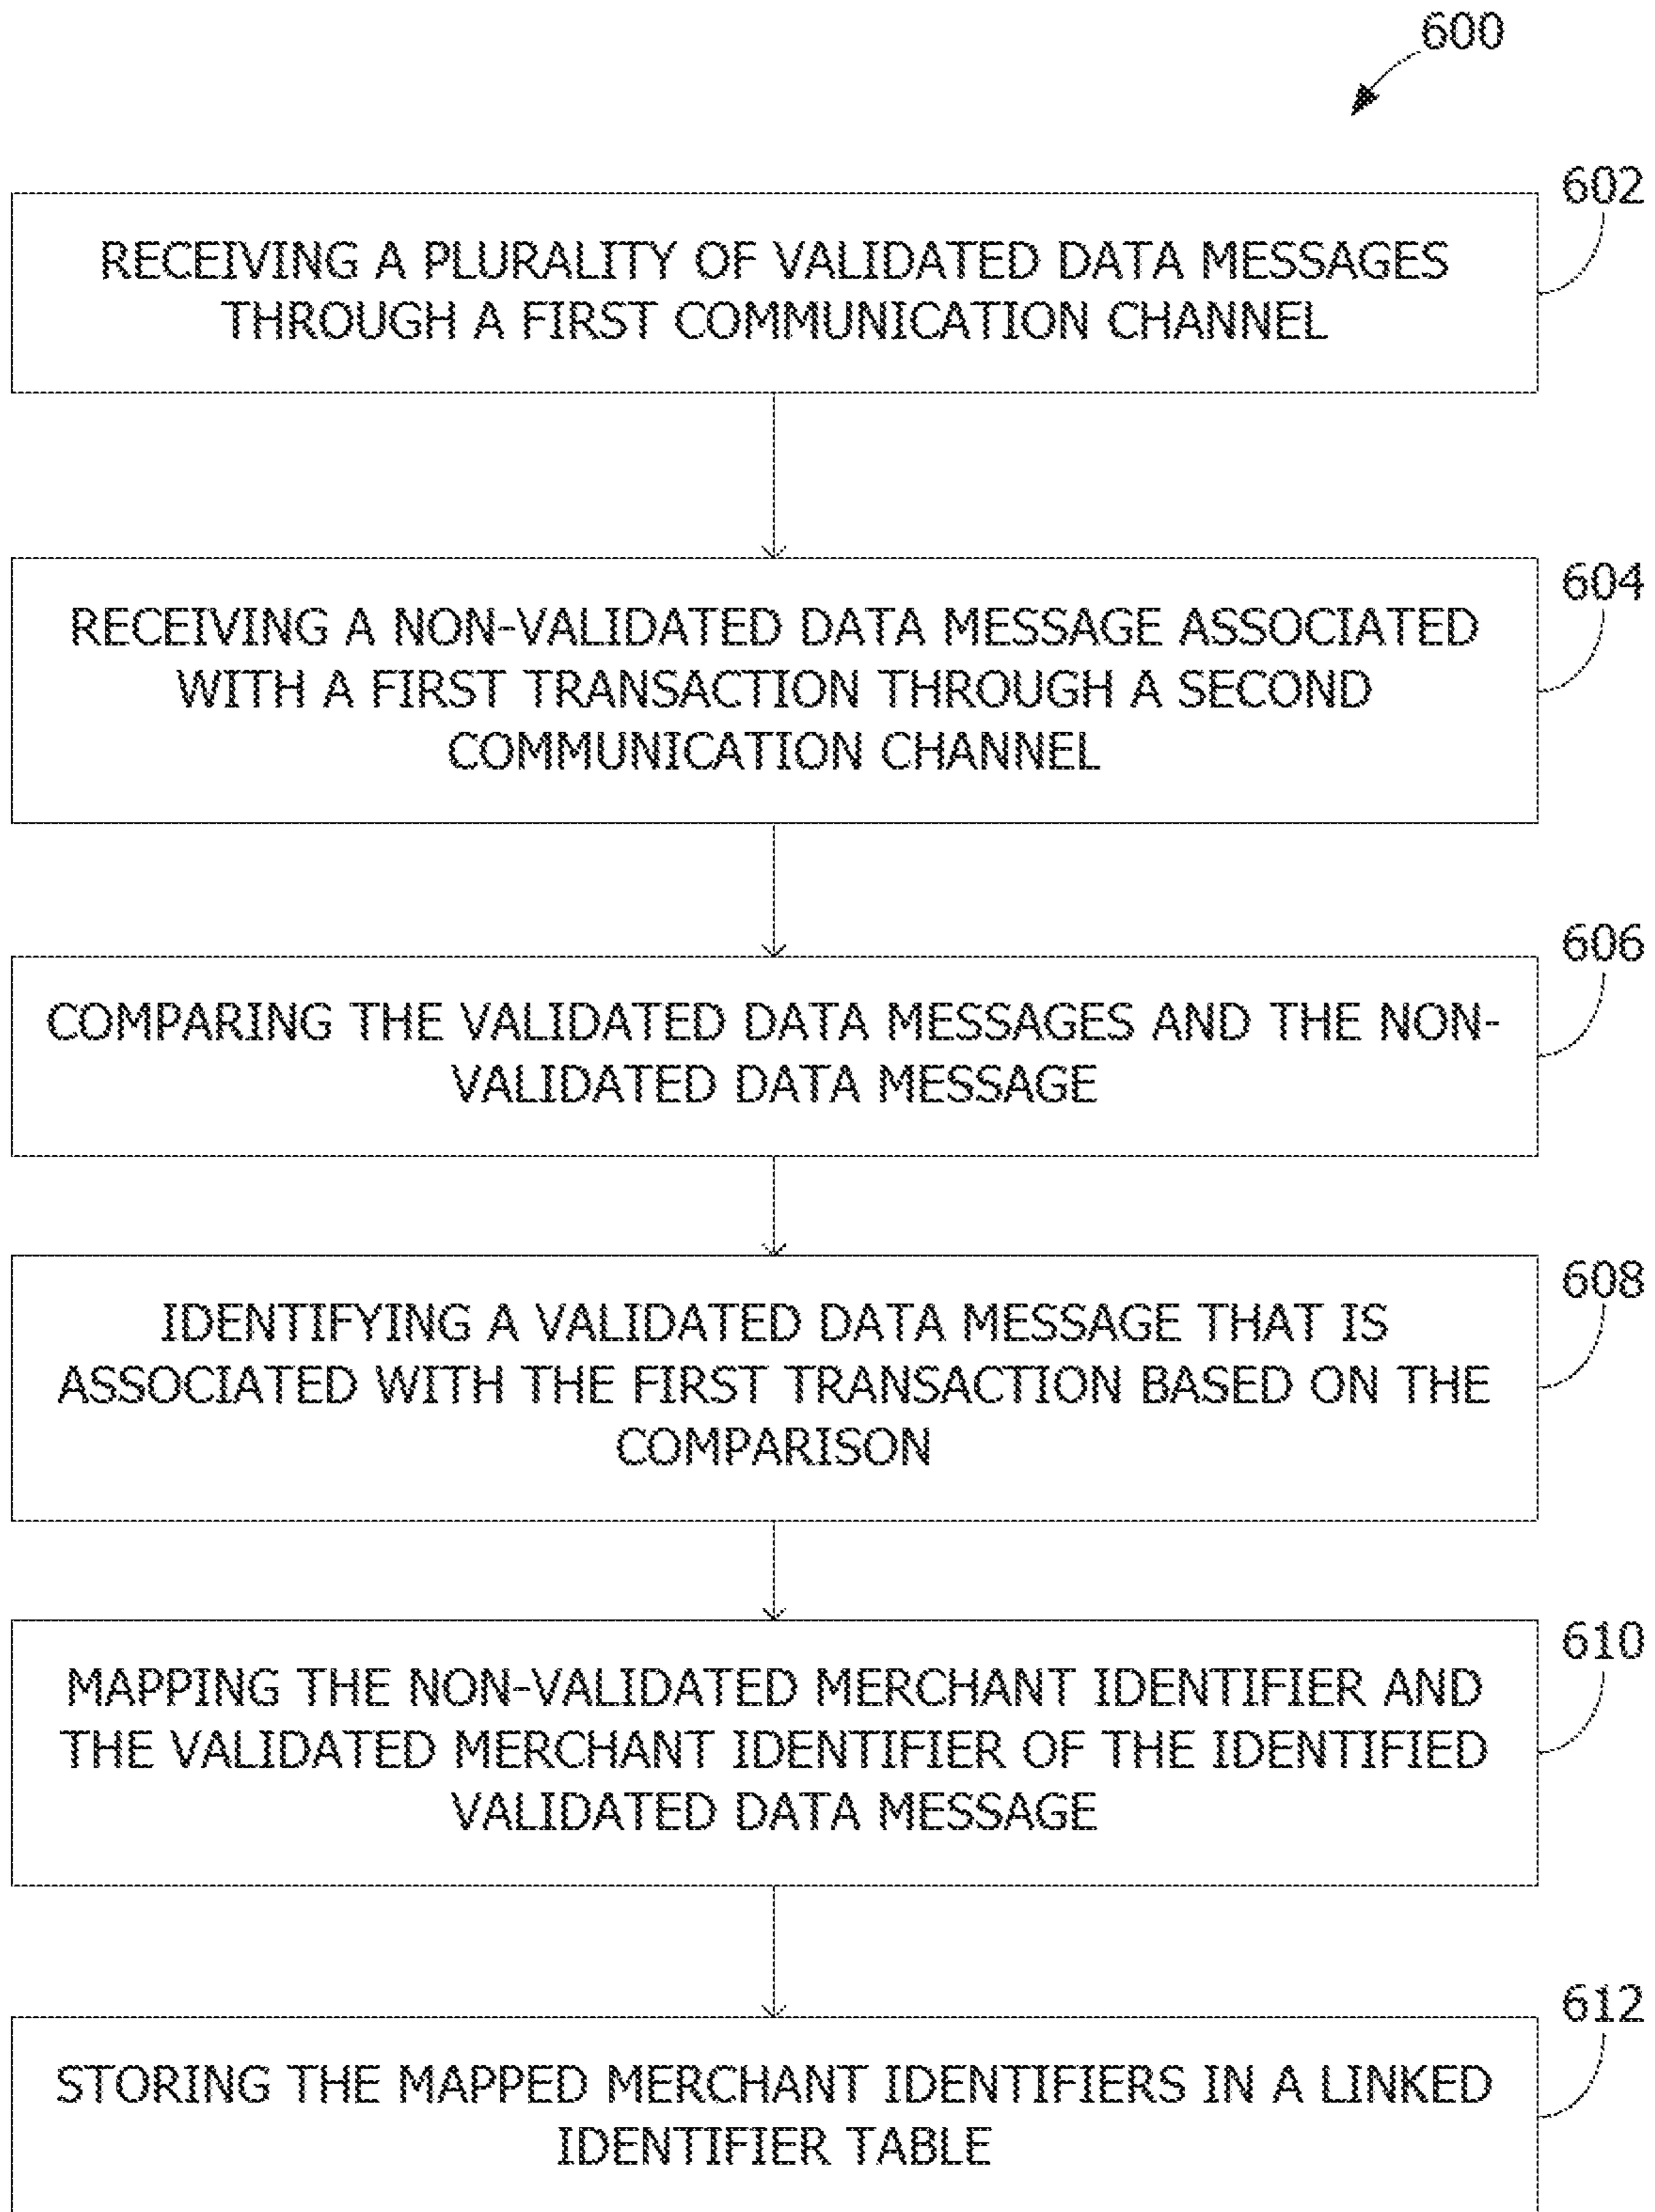 600
602
RECEIVING A PLURALITY OF VALIDATED DATA MESSAGES
THROUGH A FIRST COMMUNICATION CHANNEL
604
RECEIVING A NON-VALIDATED DATA MESSAGE ASSOCIATED
WITH A FIRST TRANSACTION THROUGH A SECOND
COMMUNICATION CHANNEL
606
COMPARING THE VALIDATED DATA MESSAGES AND THE NON-
VALIDATED DATA MESSAGE
608
IDENTIFYING A VALIDATED DATA MESSAGE THAT IS
ASSOCIATED WITH THE FIRST TRANSACTION BASED ON THE
COMPARISON
610
MAPPING THE NON-VALIDATED MERCHANT IDENTIFIER AND
THE VALIDATED MERCHANT IDENTIFIER OF THE IDENTIFIED
VALIDATED DATA MESSAGE
612
STORING THE MAPPED MERCHANT IDENTIFIERS IN A LINKED
IDENTIFIER TABLE